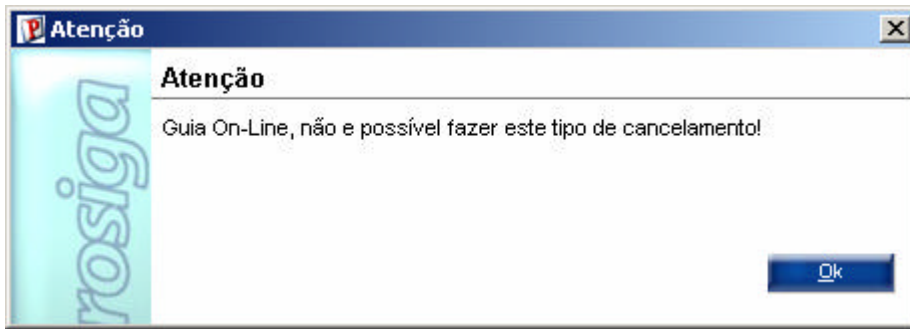 Atenção
Atenção
Guia On-Line, não e possível fazer este tipo de cancelamento!
rosiga
Ok